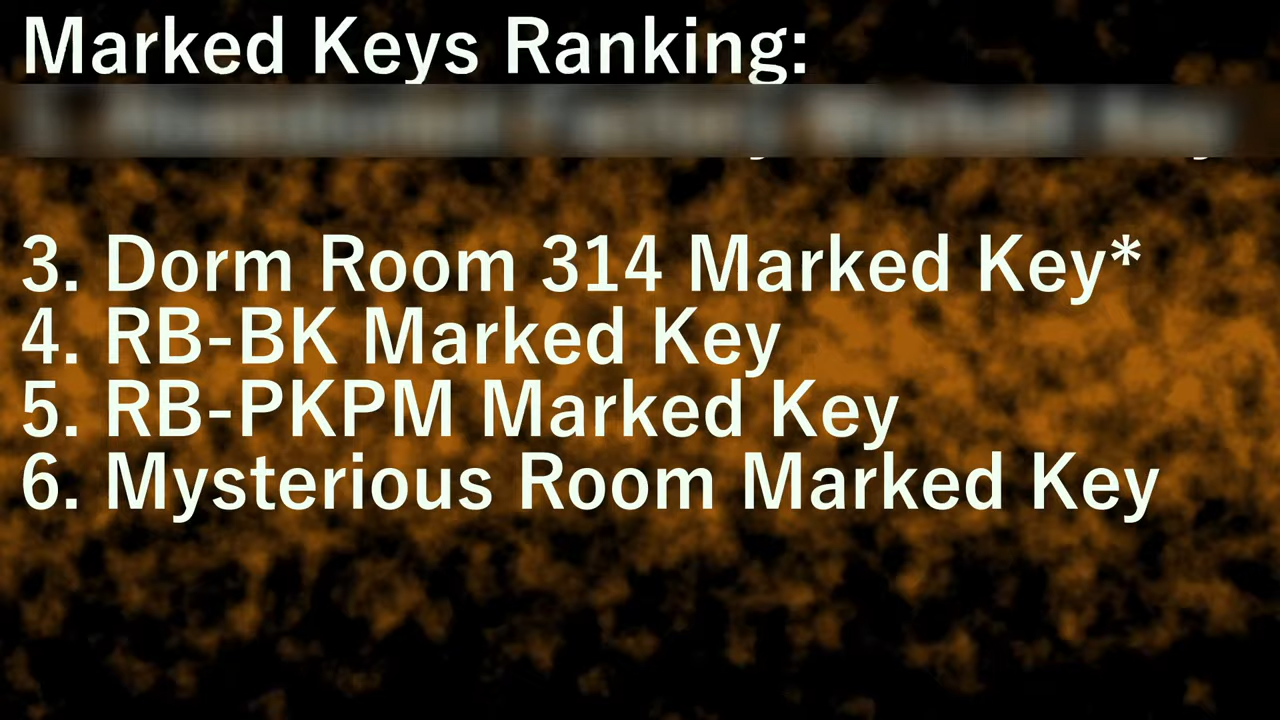 Marked Keys Ranking:
3. Dorm Room 314 Marked Key*
4. RB-BK Marked Key
5. RB-PKPM Marked Key
6. Mysterious Room Marked Key